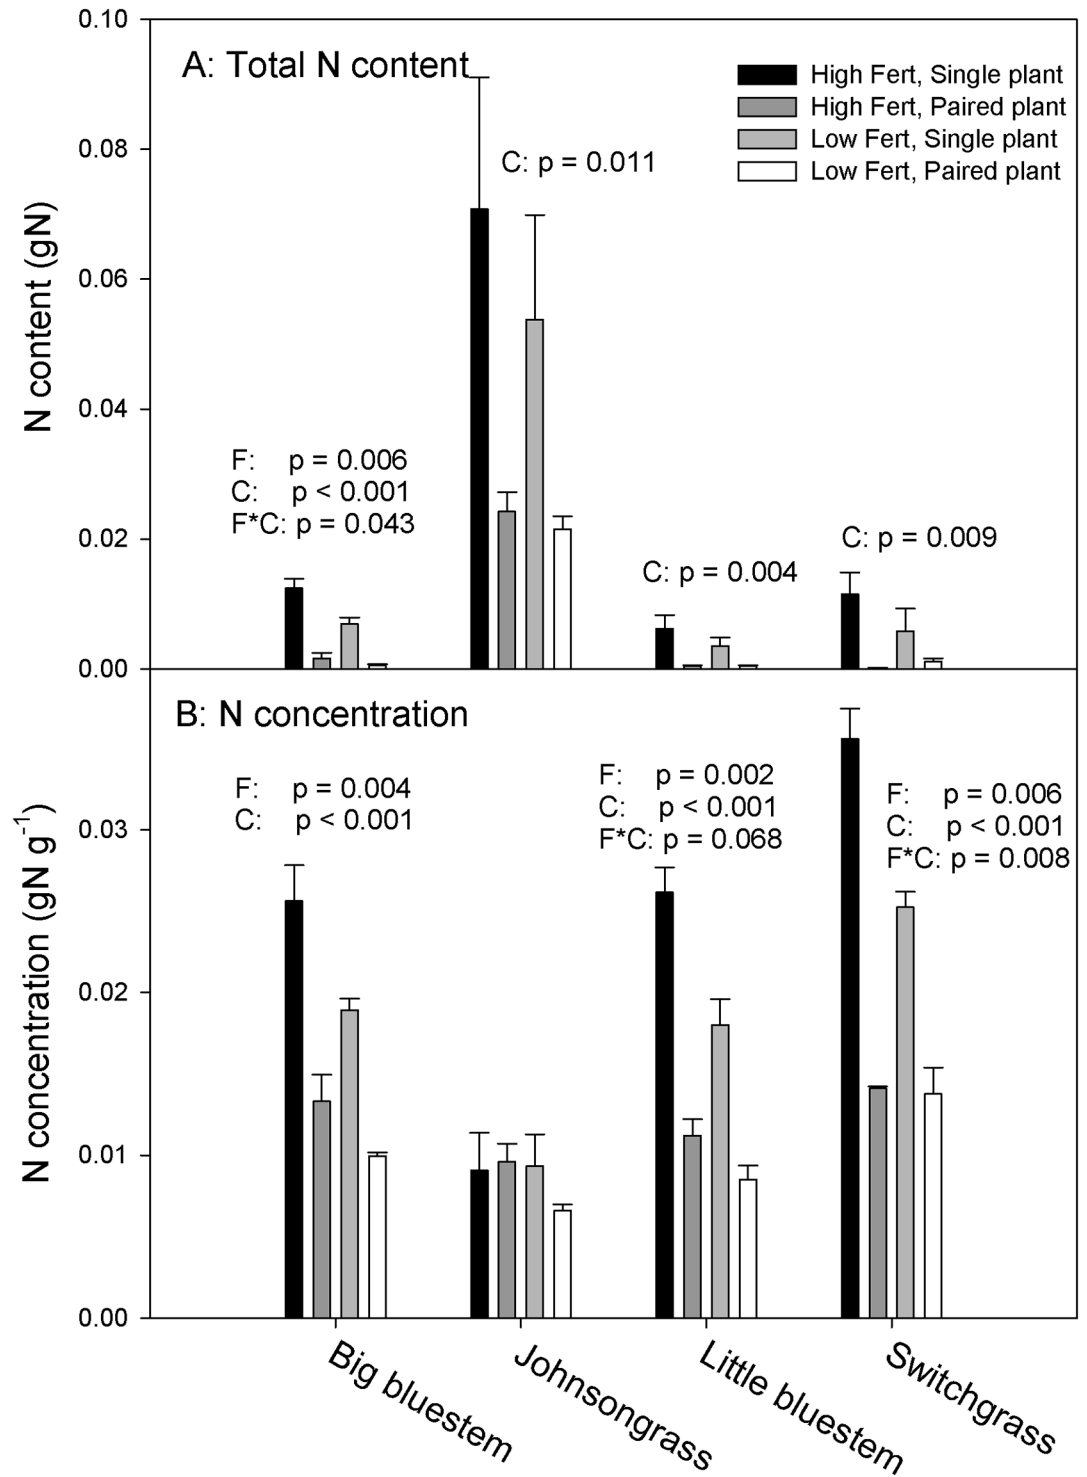 0.10
A: Total N content
High Fert, Single plant
High Fert, Paired plant
Low Fert, Single plant
Low Fert, Paired plant
0.08
C: p = 0.011
N content (gN)
0.06
0.04
F: p = 0.006
C: p < 0.001
F*C: p = 0.043
0.02
C: p = 0.004
C: p = 0.009
0.00
B: N concentration
F: p = 0.004
C: p < 0.001
F: p = 0.002
C: p < 0.001
F*C: p = 0.068
F: p = 0.006
C: p < 0.001
F*C: p = 0.008
N concentration (gN g⁻¹)
0.03
0.02
0.01
0.00
Big bluestem
Johnsongrass
Little bluestem
Switchgrass